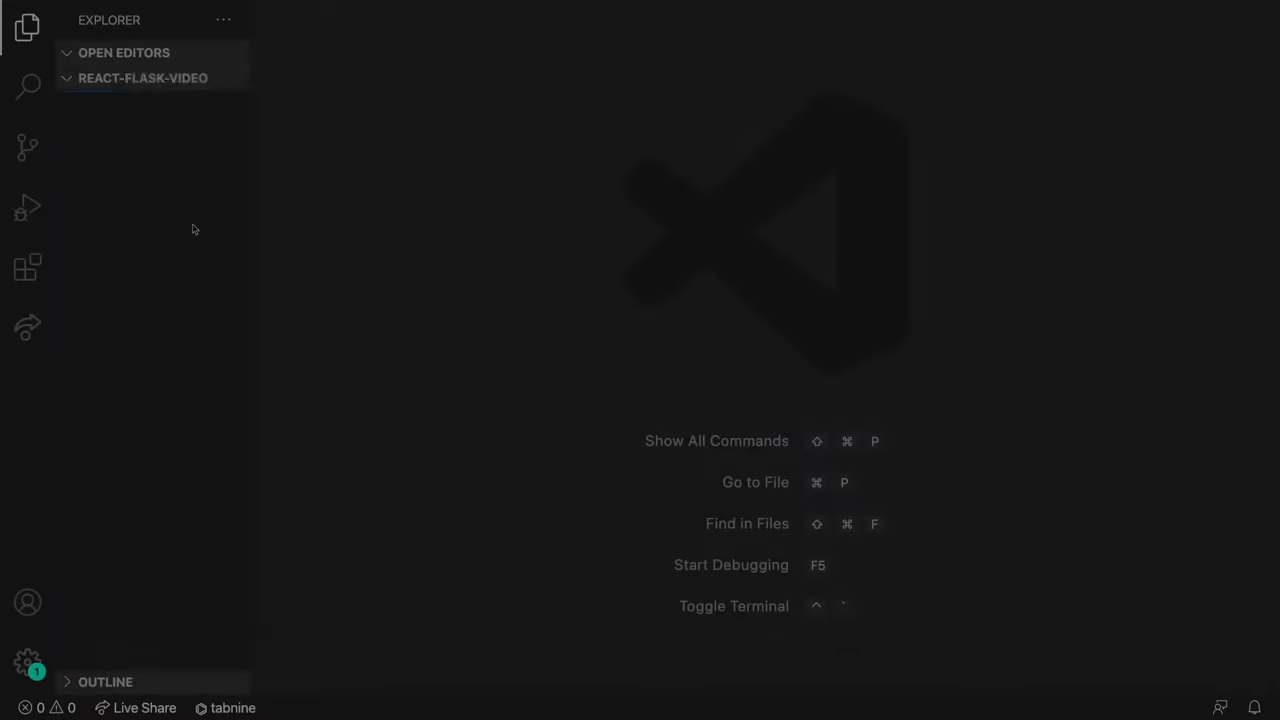 EXPLORER ···
OPEN EDITORS
REACT-FLASK-VIDEO
Show All Commands ⇧ ⌘ P
Go to File ⌘ P
Find in Files ⇧ ⌘ F
Start Debugging F5
Toggle Terminal ^ `
1
OUTLINE
0 0 Live Share tabnine